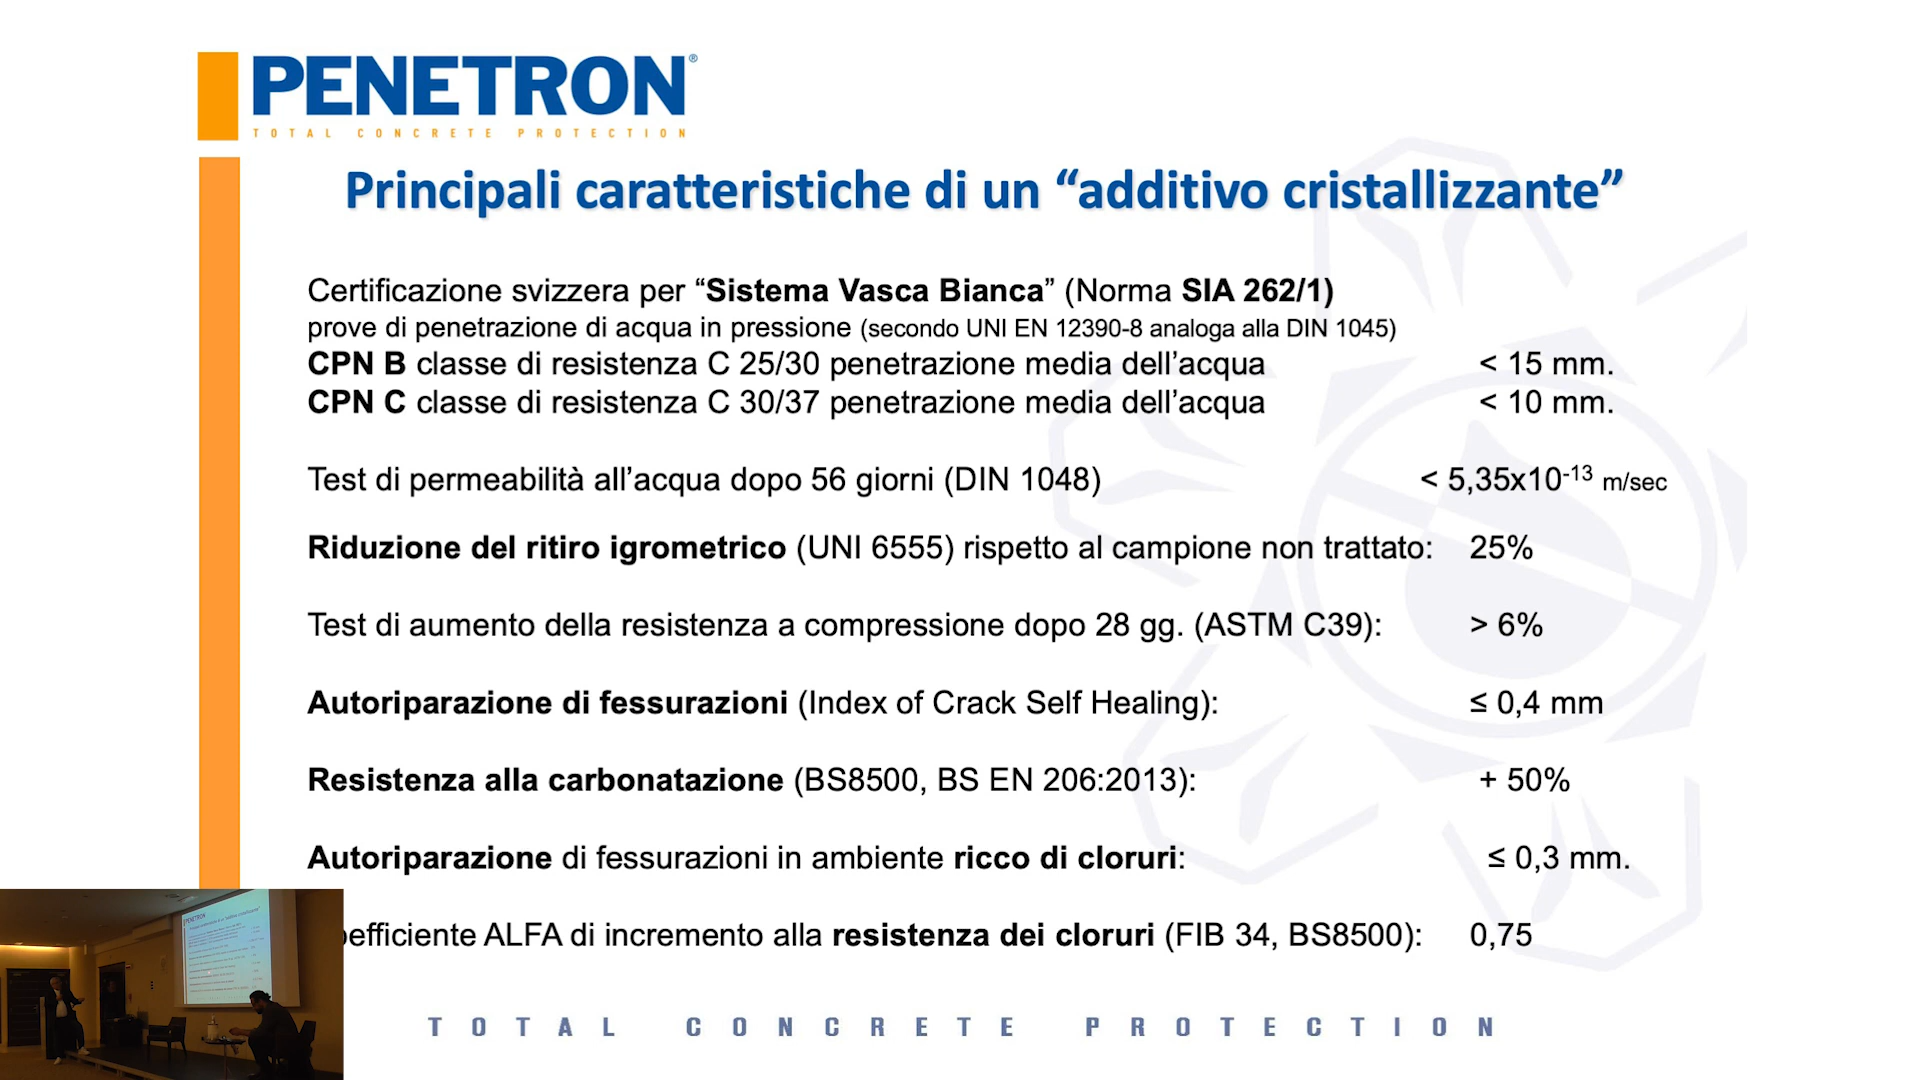 PENETRON®
TOTAL CONCRETE PROTECTION
Principali caratteristiche di un “additivo cristallizzante”
Certificazione svizzera per “Sistema Vasca Bianca” (Norma SIA 262/1)
prove di penetrazione di acqua in pressione (secondo UNI EN 12390-8 analoga alla DIN 1045)
CPN B classe di resistenza C 25/30 penetrazione media dell’acqua < 15 mm.
CPN C classe di resistenza C 30/37 penetrazione media dell’acqua < 10 mm.
Test di permeabilità all’acqua dopo 56 giorni (DIN 1048) < 5,35x10⁻¹³ m/sec
Riduzione del ritiro igrometrico (UNI 6555) rispetto al campione non trattato: 25%
Test di aumento della resistenza a compressione dopo 28 gg. (ASTM C39): > 6%
Autoriparazione di fessurazioni (Index of Crack Self Healing): ≤ 0,4 mm
Resistenza alla carbonatazione (BS8500, BS EN 206:2013): + 50%
Autoriparazione di fessurazioni in ambiente ricco di cloruri: ≤ 0,3 mm.
oefficiente ALFA di incremento alla resistenza dei cloruri (FIB 34, BS8500): 0,75
TOTAL CONCRETE PROTECTION
PENETRON